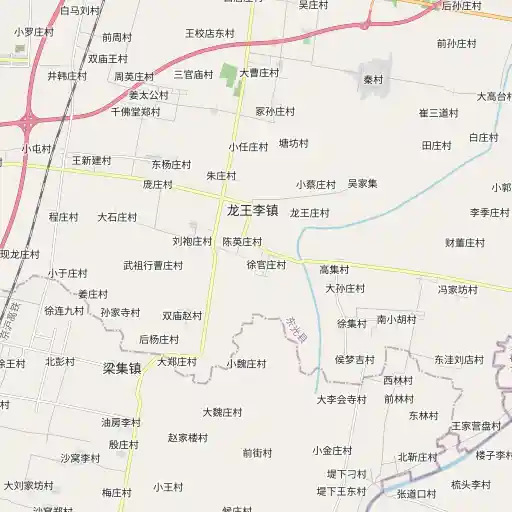 吴庄村
后孙庄村
白马刘村
小罗庄村
前周村
王校店东村
前孙庄村
双庙王村
井韩庄村
周英庄村
三官庙村
大曹庄村
秦村
姜太公村
大高台村
千佛堂郑村
冢孙庄村
崔三道村
白庄村
小屯村
小任庄村
塘坊村
田庄村
王新建村
东杨庄村
朱庄村
庞庄村
小蔡庄村
吴家集
小郭
程庄村
大石庄村
龙王李镇
龙王庄村
李季庄村
刘袍庄村
陈英庄村
财董庄村
现龙庄村
武祖行曹庄村
徐官庄村
高集村
小于庄村
姜庄村
大孙庄村
冯家坊村
徐连九村
孙家寺村
双庙赵村
京沪高铁
东光县
徐集村
南小胡村
后杨庄村
徐王村
北彭村
梁集镇
大郑庄村
小魏庄村
侯梦吉村
东洼刘店村
西林村
大李会寺村
前林村
大魏庄村
东林村
油房李村
王家营盘村
赵家楼村
殷庄村
前街村
小金庄村
沙窝李村
北靳庄村
楼子李村
堤下刁村
大刘家坊村
梅庄村
小王村
堤下王东村
张道口村
梳头李村